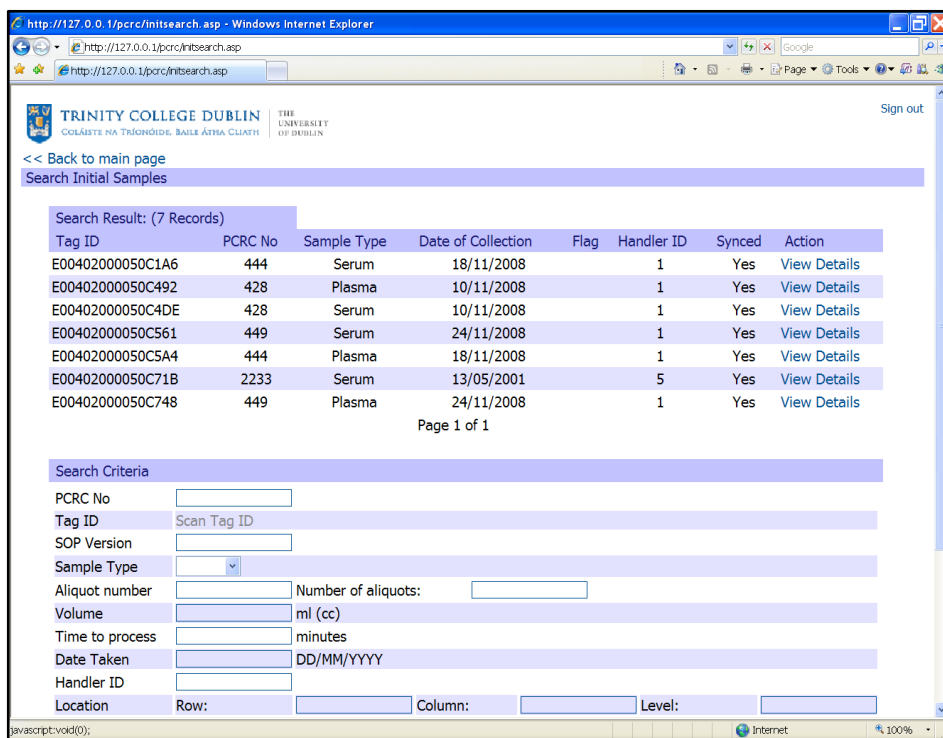 http://127.0.0.1/pcrc/initsearch.asp - Windows Internet Explorer
http://127.0.0.1/pcrc/initsearch.asp Google
http://127.0.0.1/pcrc/initsearch.asp Page Tools
TRINITY COLLEGE DUBLIN
COLÁISTE NA TRÍONÓIDE, BAILE ÁTHA CLIATH
THE
UNIVERSITY
OF DUBLIN
Sign out
<< Back to main page
Search Initial Samples
Search Result: (7 Records)
Tag ID PCRC No Sample Type Date of Collection Flag Handler ID Synced Action
E00402000050C1A6 444 Serum 18/11/2008 1 Yes View Details
E00402000050C492 428 Plasma 10/11/2008 1 Yes View Details
E00402000050C4DE 428 Serum 10/11/2008 1 Yes View Details
E00402000050C561 449 Serum 24/11/2008 1 Yes View Details
E00402000050C5A4 444 Plasma 18/11/2008 1 Yes View Details
E00402000050C71B 2233 Serum 13/05/2001 5 Yes View Details
E00402000050C748 449 Plasma 24/11/2008 1 Yes View Details
Page 1 of 1
Search Criteria
PCRC No
Tag ID Scan Tag ID
SOP Version
Sample Type
Aliquot number Number of aliquots:
Volume ml (cc)
Time to process minutes
Date Taken DD/MM/YYYY
Handler ID
Location Row: Column: Level:
javascript:void(0); Internet 100%